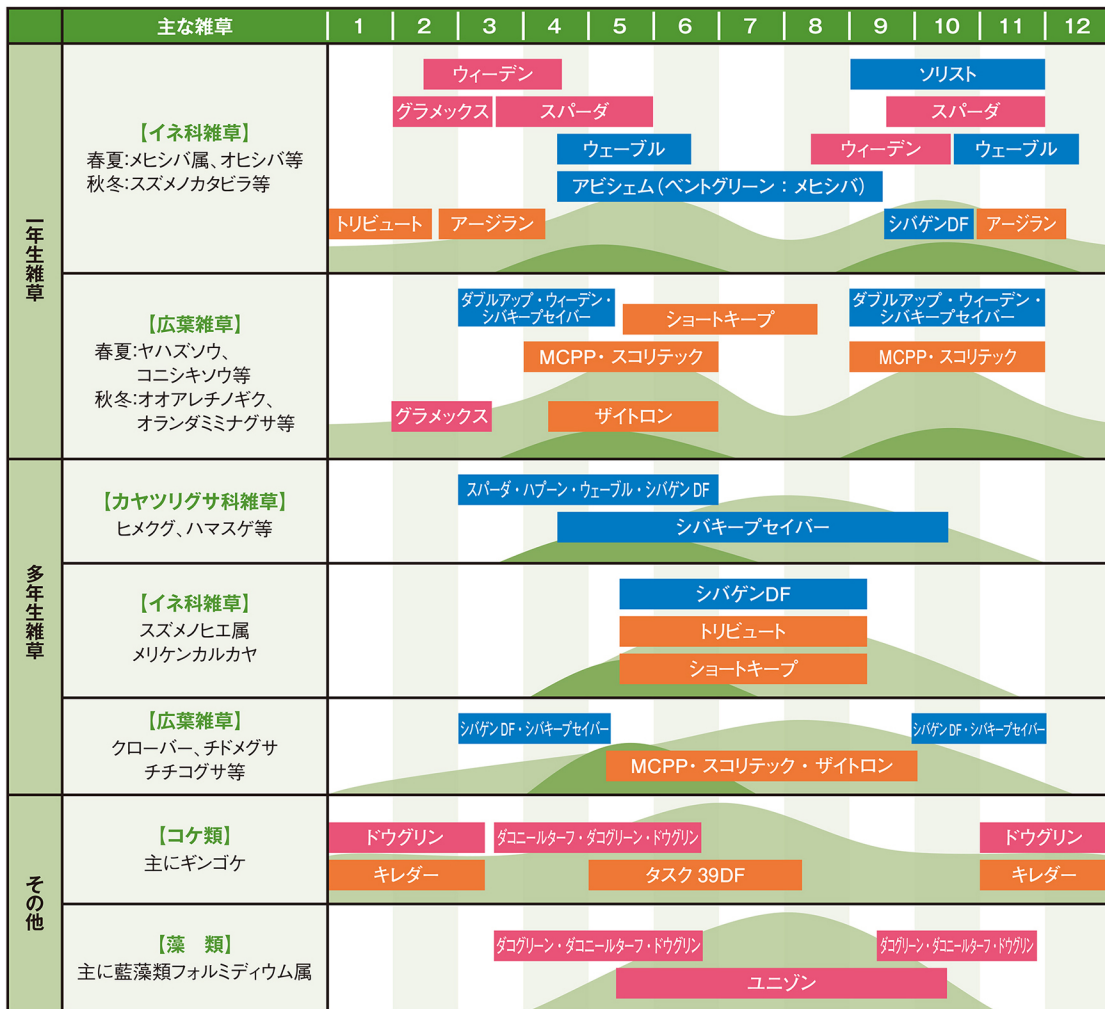 主な雑草 1 2 3 4 5 6 7 8 9 10 11 12
一年生雑草
【イネ科雑草】
春夏:メヒシバ属、オヒシバ等
秋冬:スズメノカタビラ等
ウィーデン
ソリスト
グラメックス
スパーダ
スパーダ
ウェーブル
ウィーデン
ウェーブル
アビシェム(ベントグリーン:メヒシバ)
トリビュート
アージラン
シバゲンDF
アージラン
【広葉雑草】
春夏:ヤハズソウ、
コニシキソウ等
秋冬:オオアレチノギク、
オランダミミナグサ等
ダブルアップ・ウィーデン・
シバキープセイバー
ショートキープ
ダブルアップ・ウィーデン・
シバキープセイバー
MCPP・スコリテック
MCPP・スコリテック
グラメックス
ザイトロン
多年生雑草
【カヤツリグサ科雑草】
ヒメクグ、ハマスゲ等
スパーダ・ハプーン・ウェーブル・シバゲンDF
シバキープセイバー
【イネ科雑草】
スズメノヒエ属
メリケンカルカヤ
シバゲンDF
トリビュート
ショートキープ
【広葉雑草】
クローバー、チドメグサ
チチコグサ等
シバゲンDF・シバキープセイバー
シバゲンDF・シバキープセイバー
MCPP・スコリテック・ザイトロン
その他
【コケ類】
主にギンゴケ
ドウグリン
ダコニールターフ・ダコグリーン・ドウグリン
ドウグリン
キレダー
タスク39DF
キレダー
【藻 類】
主に藍藻類フォルミディウム属
ダコグリーン・ダコニールターフ・ドウグリン
ダコグリーン・ダコニールターフ・ドウグリン
ユニゾン